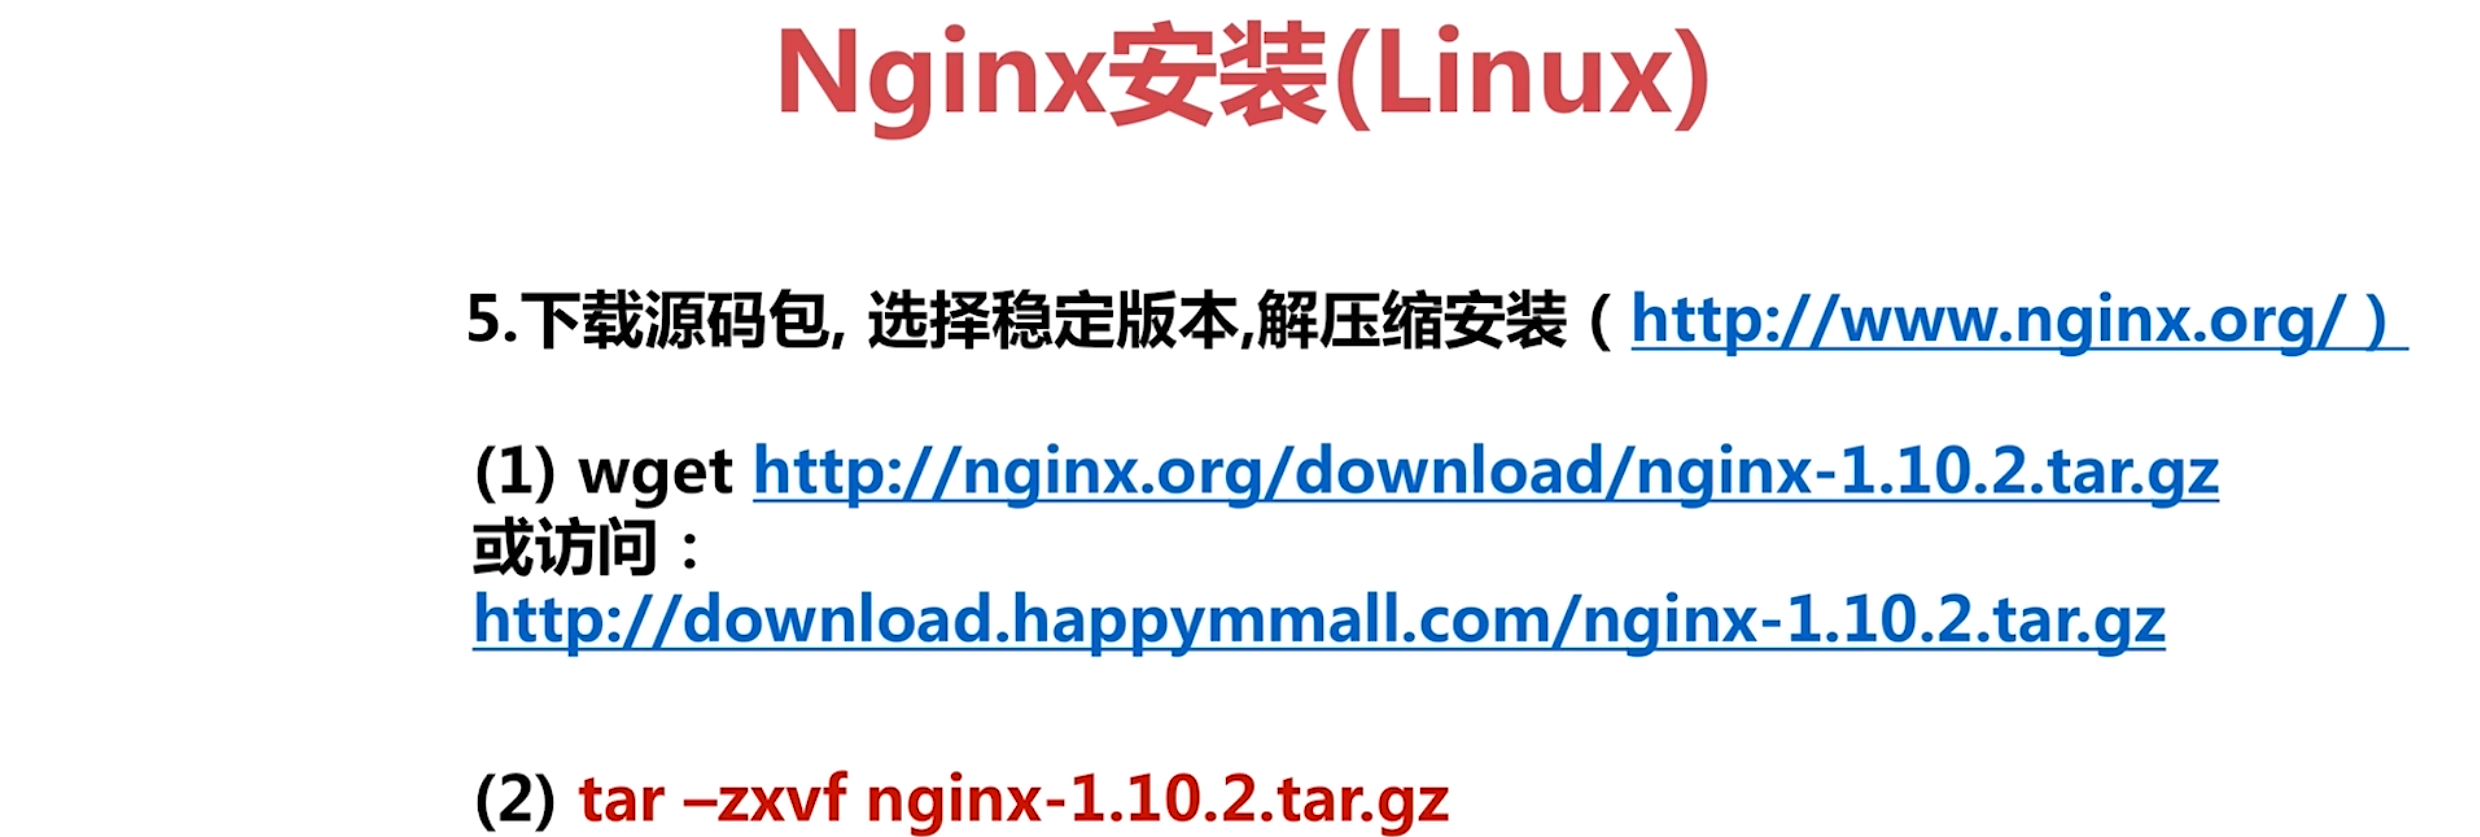 Nginx安装(Linux)
5.下载源码包, 选择稳定版本,解压缩安装（http://www.nginx.org/）
(1) wget http://nginx.org/download/nginx-1.10.2.tar.gz
或访问：
http://download.happymmall.com/nginx-1.10.2.tar.gz
(2) tar –zxvf nginx-1.10.2.tar.gz